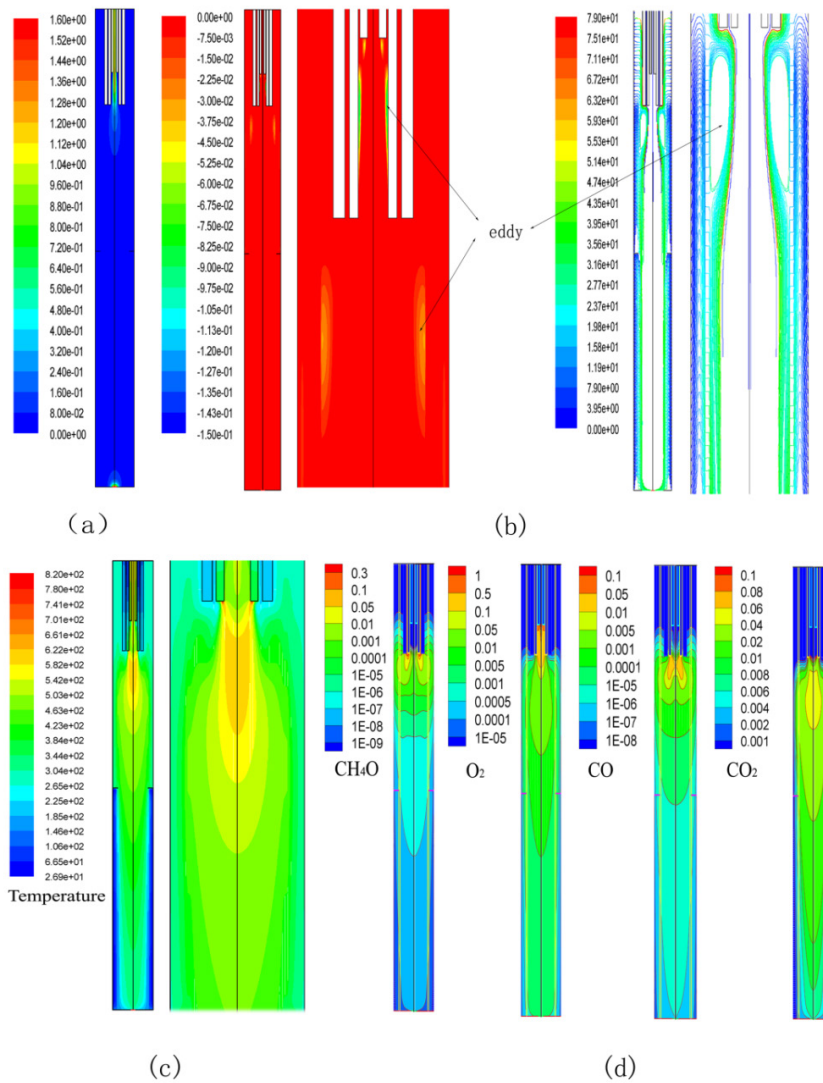 1.60e+00
1.52e+00
1.44e+00
1.36e+00
1.28e+00
1.20e+00
1.12e+00
1.04e+00
9.60e-01
8.80e-01
8.00e-01
7.20e-01
6.40e-01
5.60e-01
4.80e-01
4.00e-01
3.20e-01
2.40e-01
1.60e-01
8.00e-02
0.00e+00
0.00e+00
-7.50e-03
-1.50e-02
-2.25e-02
-3.00e-02
-3.75e-02
-4.50e-02
-5.25e-02
-6.00e-02
-6.75e-02
-7.50e-02
-8.25e-02
-9.00e-02
-9.75e-02
-1.05e-01
-1.13e-01
-1.20e-01
-1.27e-01
-1.35e-01
-1.43e-01
-1.50e-01
eddy
7.90e+01
7.51e+01
7.11e+01
6.72e+01
6.32e+01
5.93e+01
5.53e+01
5.14e+01
4.74e+01
4.35e+01
3.95e+01
3.56e+01
3.16e+01
2.77e+01
2.37e+01
1.98e+01
1.58e+01
1.19e+01
7.90e+00
3.95e+00
0.00e+00
(a)
(b)
8.20e+02
7.80e+02
7.41e+02
7.01e+02
6.61e+02
6.22e+02
5.82e+02
5.42e+02
5.03e+02
4.63e+02
4.23e+02
3.84e+02
3.44e+02
3.04e+02
2.65e+02
2.25e+02
1.85e+02
1.46e+02
1.06e+02
6.65e+01
2.69e+01
Temperature
0.3
0.1
0.05
0.01
0.001
0.0001
1E-05
1E-06
1E-07
1E-08
1E-09
CH₄O
1
0.5
0.1
0.05
0.01
0.005
0.001
0.0005
0.0001
1E-05
O₂
0.1
0.05
0.01
0.005
0.001
0.0001
1E-05
1E-06
1E-07
1E-08
CO
0.1
0.08
0.06
0.04
0.02
0.01
0.008
0.006
0.004
0.002
0.001
CO₂
(c)
(d)